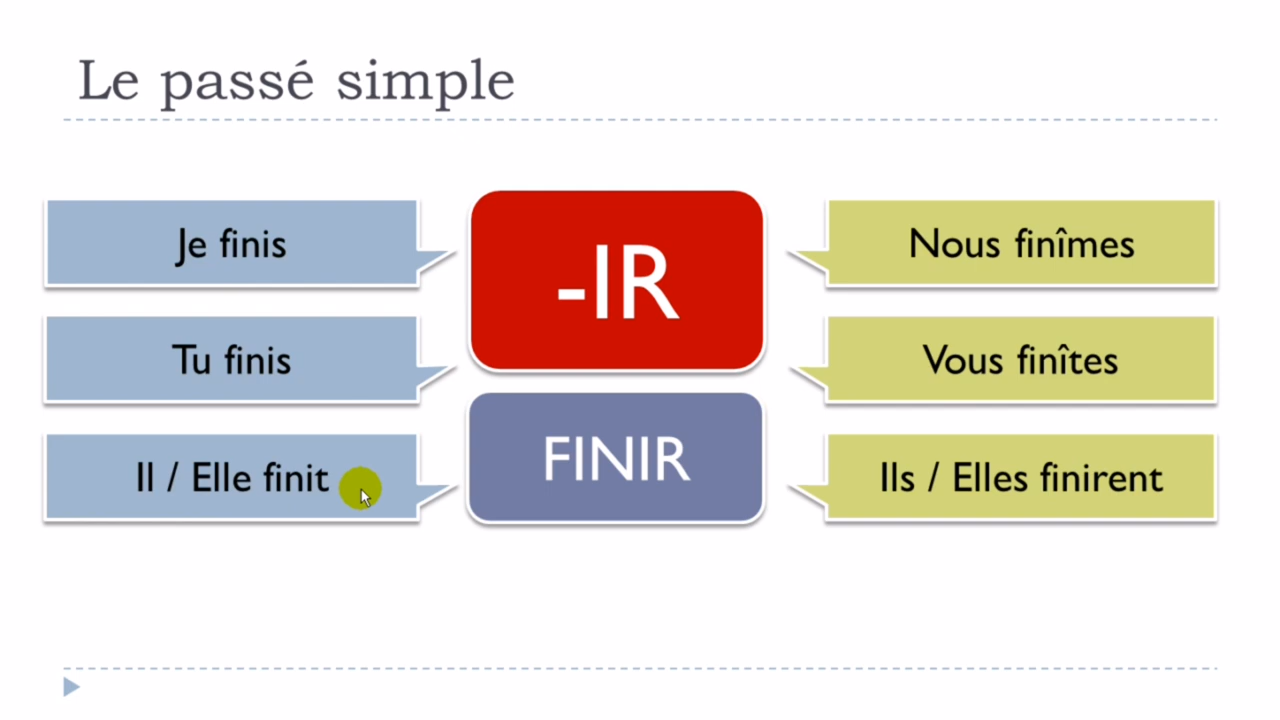 Le passé simple
Je finis
Tu finis
Il / Elle finit
-IR
FINIR
Nous finîmes
Vous finîtes
Ils / Elles finirent